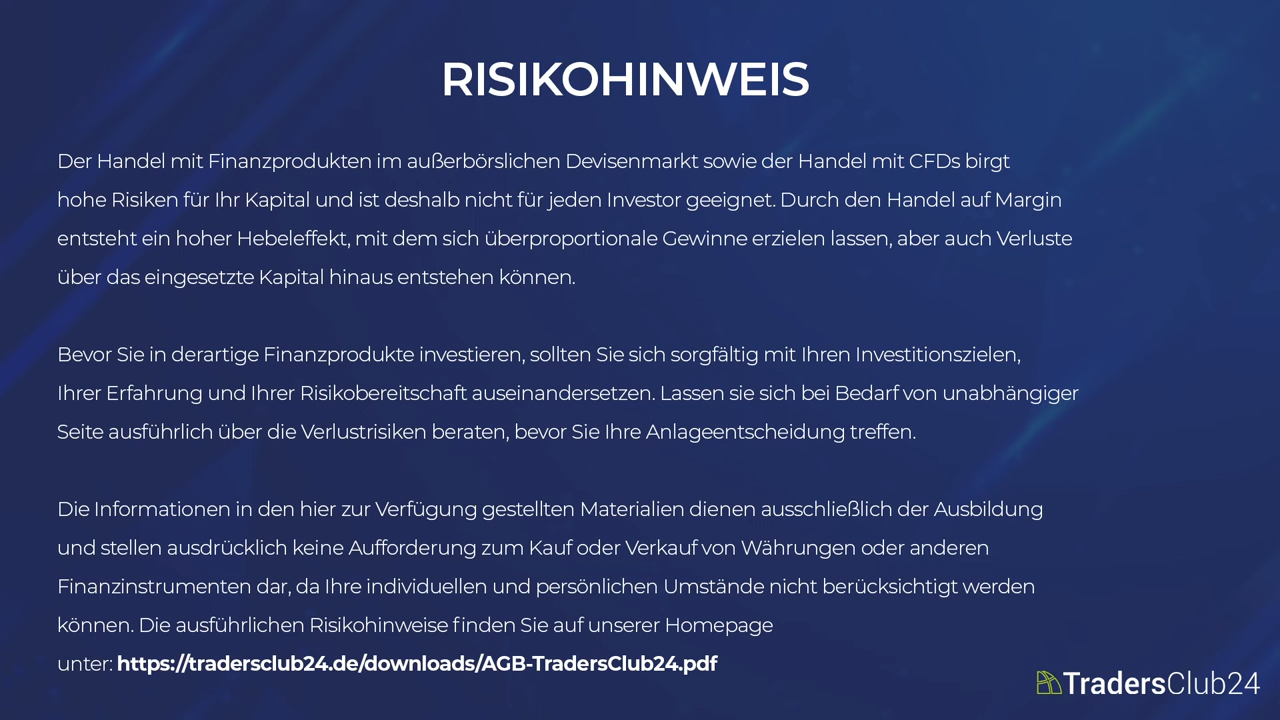 RISIKOHINWEIS
Der Handel mit Finanzprodukten im außerbörslichen Devisenmarkt sowie der Handel mit CFDs birgt
hohe Risiken für Ihr Kapital und ist deshalb nicht für jeden Investor geeignet. Durch den Handel auf Margin
entsteht ein hoher Hebeleffekt, mit dem sich überproportionale Gewinne erzielen lassen, aber auch Verluste
über das eingesetzte Kapital hinaus entstehen können.
Bevor Sie in derartige Finanzprodukte investieren, sollten Sie sich sorgfältig mit Ihren Investitionszielen,
Ihrer Erfahrung und Ihrer Risikobereitschaft auseinandersetzen. Lassen sie sich bei Bedarf von unabhängiger
Seite ausführlich über die Verlustrisiken beraten, bevor Sie Ihre Anlageentscheidung treffen.
Die Informationen in den hier zur Verfügung gestellten Materialien dienen ausschließlich der Ausbildung
und stellen ausdrücklich keine Aufforderung zum Kauf oder Verkauf von Währungen oder anderen
Finanzinstrumenten dar, da Ihre individuellen und persönlichen Umstände nicht berücksichtigt werden
können. Die ausführlichen Risikohinweise finden Sie auf unserer Homepage
unter: https://tradersclub24.de/downloads/AGB-TradersClub24.pdf
TradersClub24